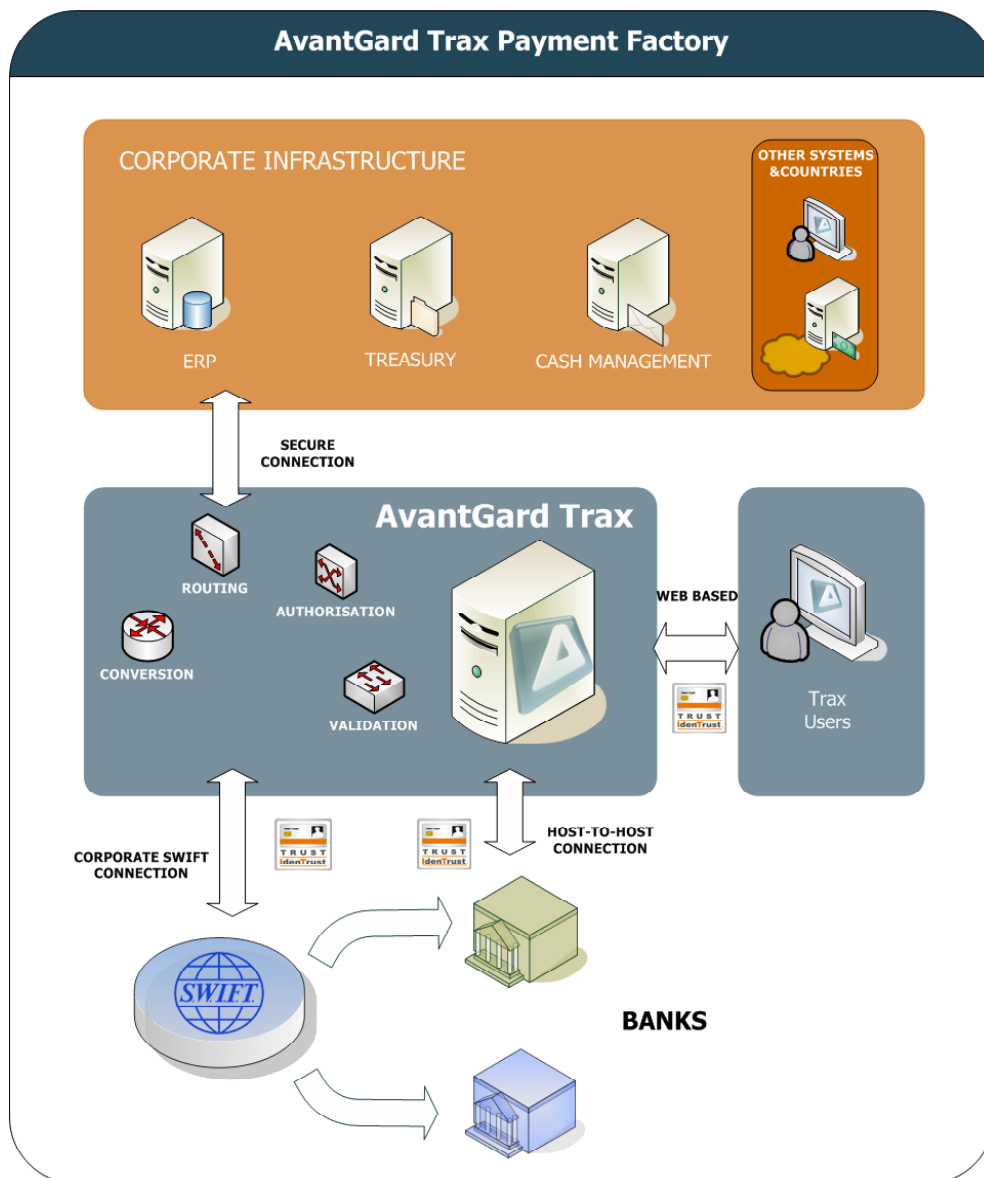 AvantGard Trax Payment Factory
CORPORATE INFRASTRUCTURE
OTHER SYSTEMS
&COUNTRIES
ERP
TREASURY
CASH MANAGEMENT
SECURE
CONNECTION
AvantGard Trax
ROUTING
AUTHORISATION
CONVERSION
VALIDATION
WEB BASED
TRUST
IdenTrust
Trax
Users
CORPORATE SWIFT
CONNECTION
TRUST
IdenTrust
TRUST
IdenTrust
HOST-TO-HOST
CONNECTION
S.W.I.F.T.
BANKS